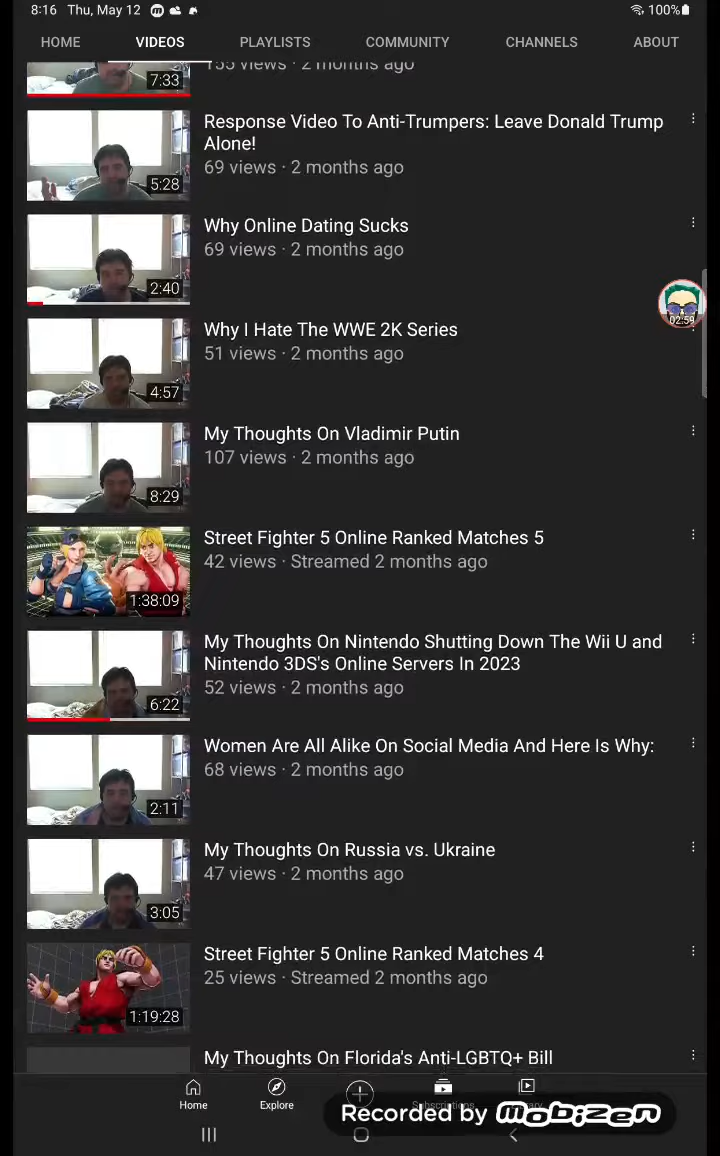 8:16 Thu, May 12
100%
HOME VIDEOS PLAYLISTS COMMUNITY CHANNELS ABOUT
155 views · 2 months ago
7:33
Response Video To Anti-Trumpers: Leave Donald Trump
Alone!
69 views · 2 months ago
5:28
Why Online Dating Sucks
69 views · 2 months ago
2:40
02:59
Why I Hate The WWE 2K Series
51 views · 2 months ago
4:57
My Thoughts On Vladimir Putin
107 views · 2 months ago
8:29
Street Fighter 5 Online Ranked Matches 5
42 views · Streamed 2 months ago
1:38:09
My Thoughts On Nintendo Shutting Down The Wii U and
Nintendo 3DS's Online Servers In 2023
52 views · 2 months ago
6:22
Women Are All Alike On Social Media And Here Is Why:
68 views · 2 months ago
2:11
My Thoughts On Russia vs. Ukraine
47 views · 2 months ago
3:05
Street Fighter 5 Online Ranked Matches 4
25 views · Streamed 2 months ago
1:19:28
My Thoughts On Florida's Anti-LGBTQ+ Bill
Home Explore
Recorded by mobizen